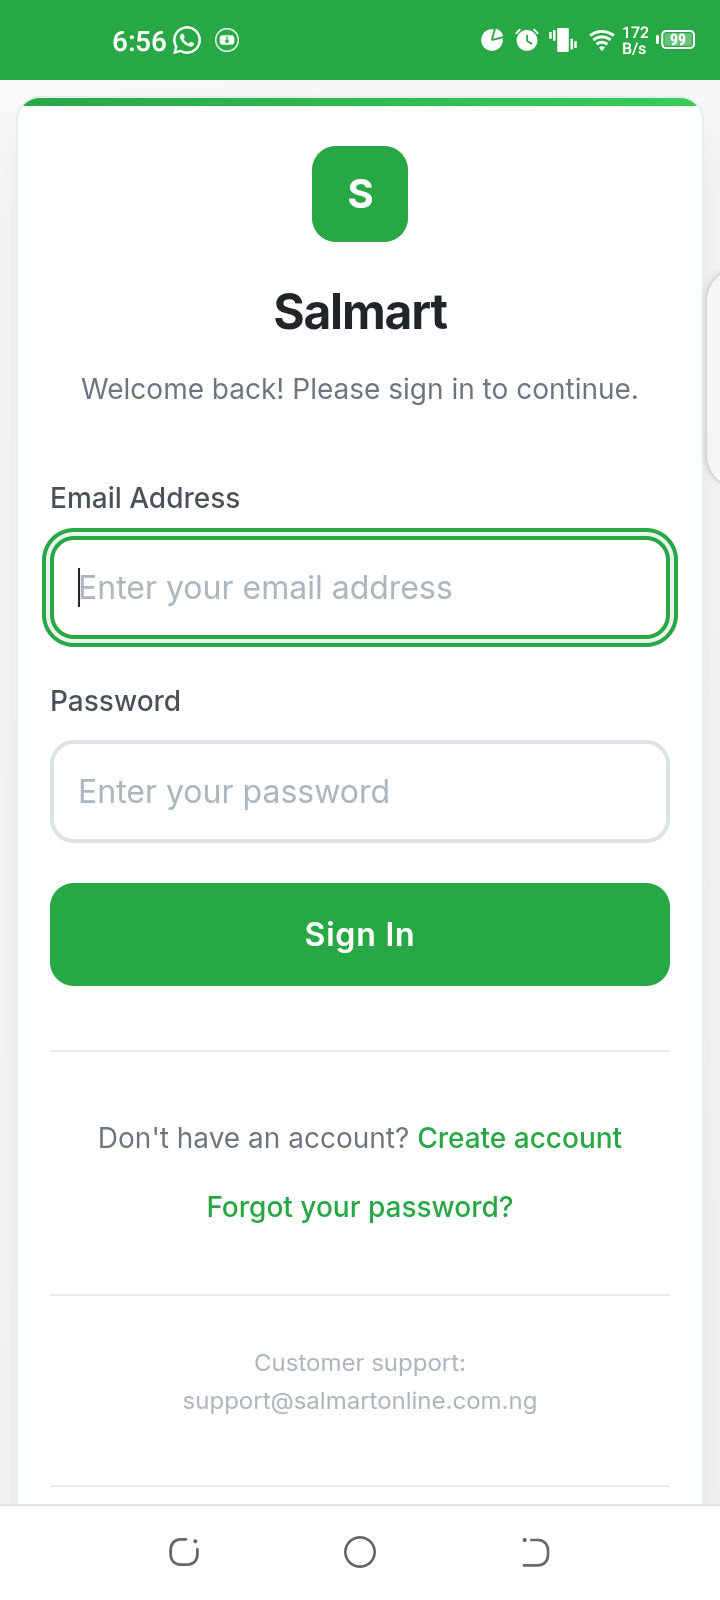 6:56
172
B/s
99
S
Salmart
Welcome back! Please sign in to continue.
Email Address
Enter your email address
Password
Enter your password
Sign In
Don't have an account? Create account
Forgot your password?
Customer support:
support@salmartonline.com.ng